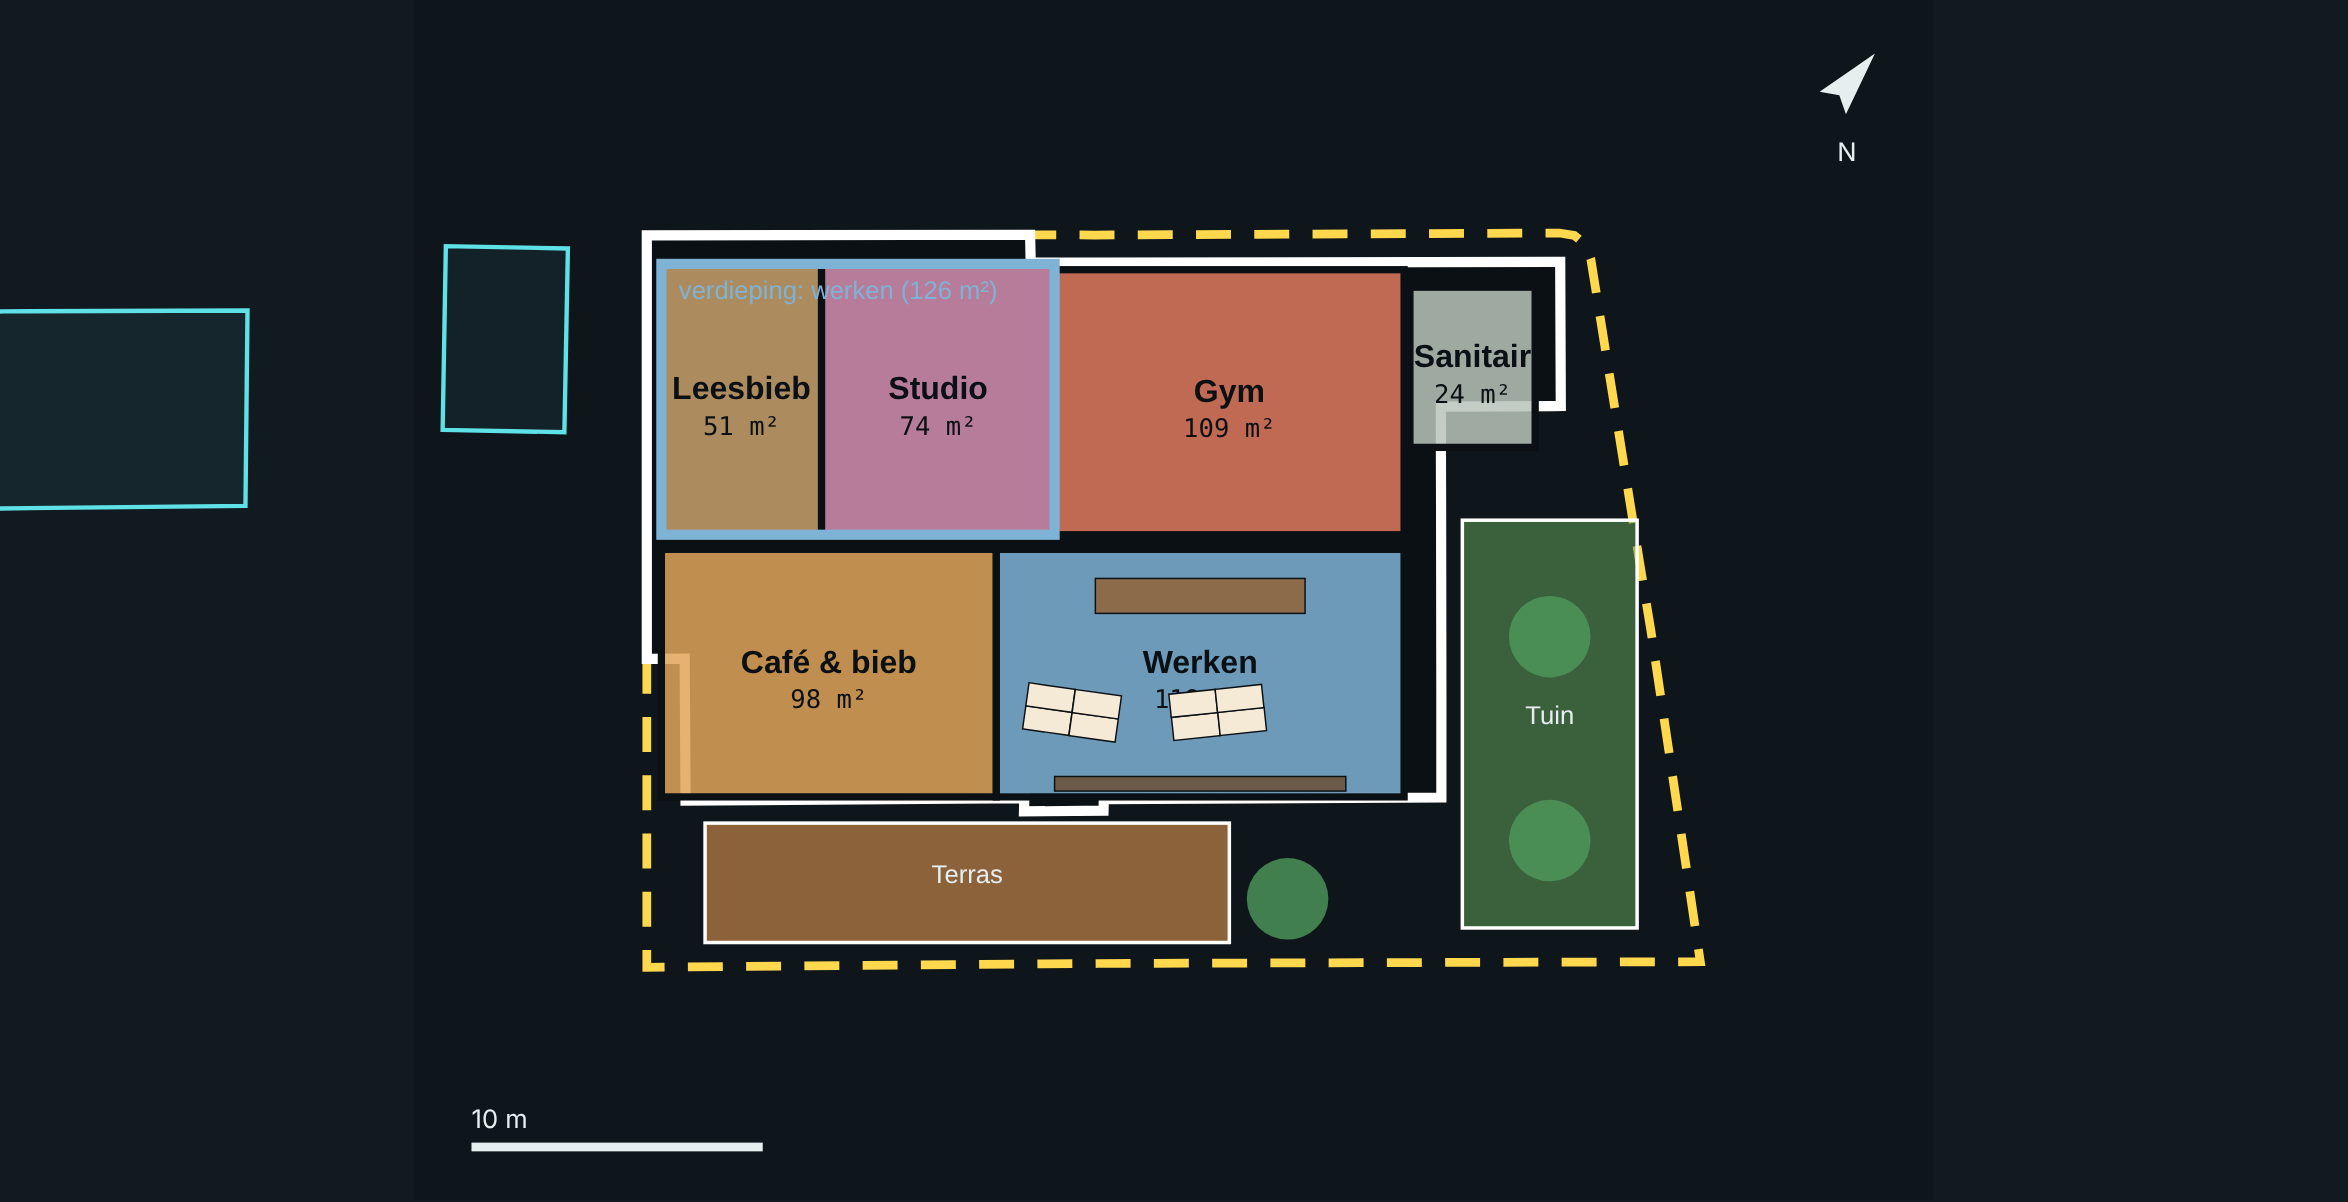 N
verdieping: werken (126 m²)
Leesbieb
51 m²
Studio
74 m²
Gym
109 m²
Sanitair
24 m²
Café & bieb
98 m²
Werken
Tuin
Terras
10 m